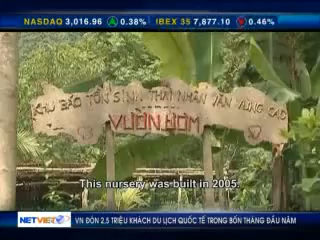 NASDAQ 3,016.96 0.38% IBEX 35 7,877.10 0.46%
KHU BẢO TỒN SINH THÁI NHÂN VĂN VÙNG CAO
VƯỜN ƯƠM
This nursery was built in 2005.
NETVIET VN ĐÓN 2,5 TRIỆU KHÁCH DU LỊCH QUỐC TẾ TRONG BỐN THÁNG ĐẦU NĂM